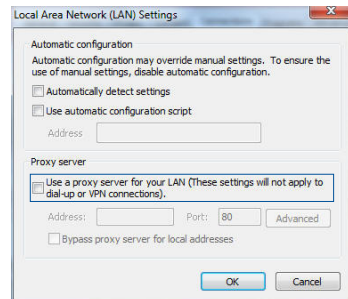 Local Area Network (LAN) Settings
Automatic configuration
Automatic configuration may override manual settings. To ensure the
use of manual settings, disable automatic configuration.
Automatically detect settings
Use automatic configuration script
Address
Proxy server
Use a proxy server for your LAN (These settings will not apply to
dial-up or VPN connections).
Address:
Port: 80
Advanced
Bypass proxy server for local addresses
OK
Cancel